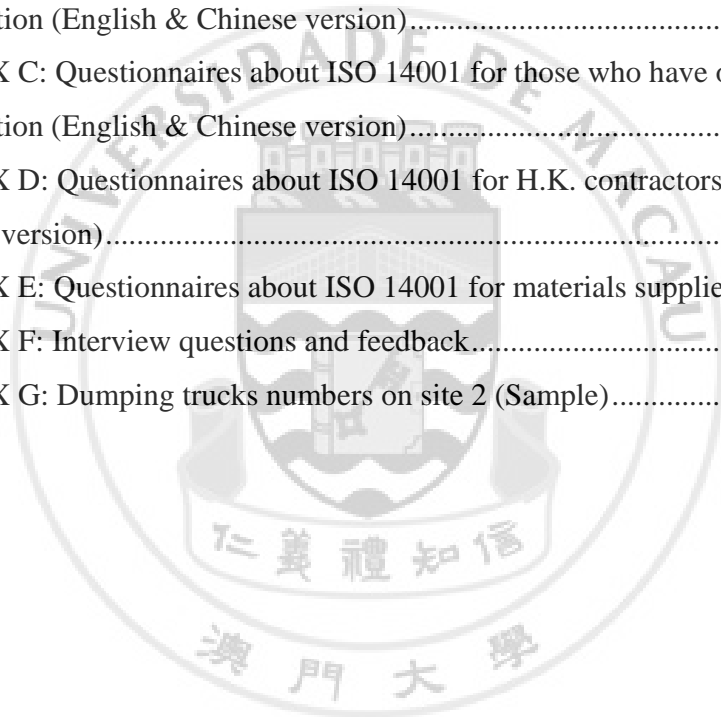 tion (English & Chinese version)
X C: Questionnaires about ISO 14001 for those who have o
tion (English & Chinese version)
X D: Questionnaires about ISO 14001 for H.K. contractors
version)
X E: Questionnaires about ISO 14001 for materials supplie
X F: Interview questions and feedback
X G: Dumping trucks numbers on site 2 (Sample)
UNIVERSIDADE DE MACAU
仁義禮知信
澳門大學